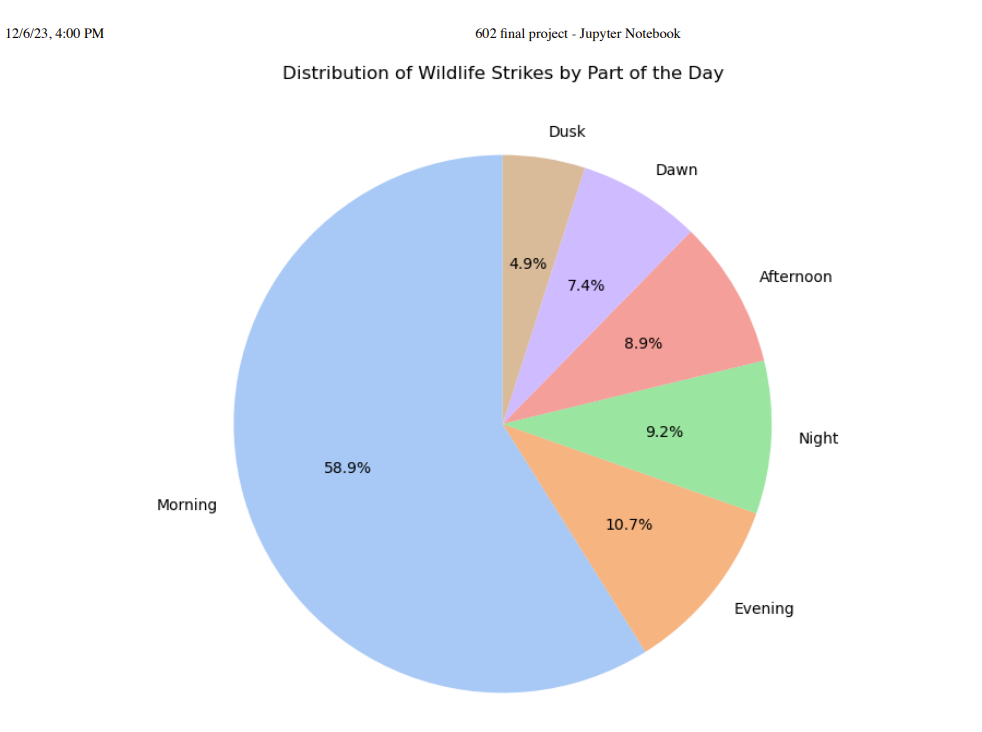 12/6/23, 4:00 PM
602 final project - Jupyter Notebook
Distribution of Wildlife Strikes by Part of the Day
Dusk
Dawn
4.9%
Afternoon
7.4%
8.9%
9.2%
Night
58.9%
Morning
10.7%
Evening